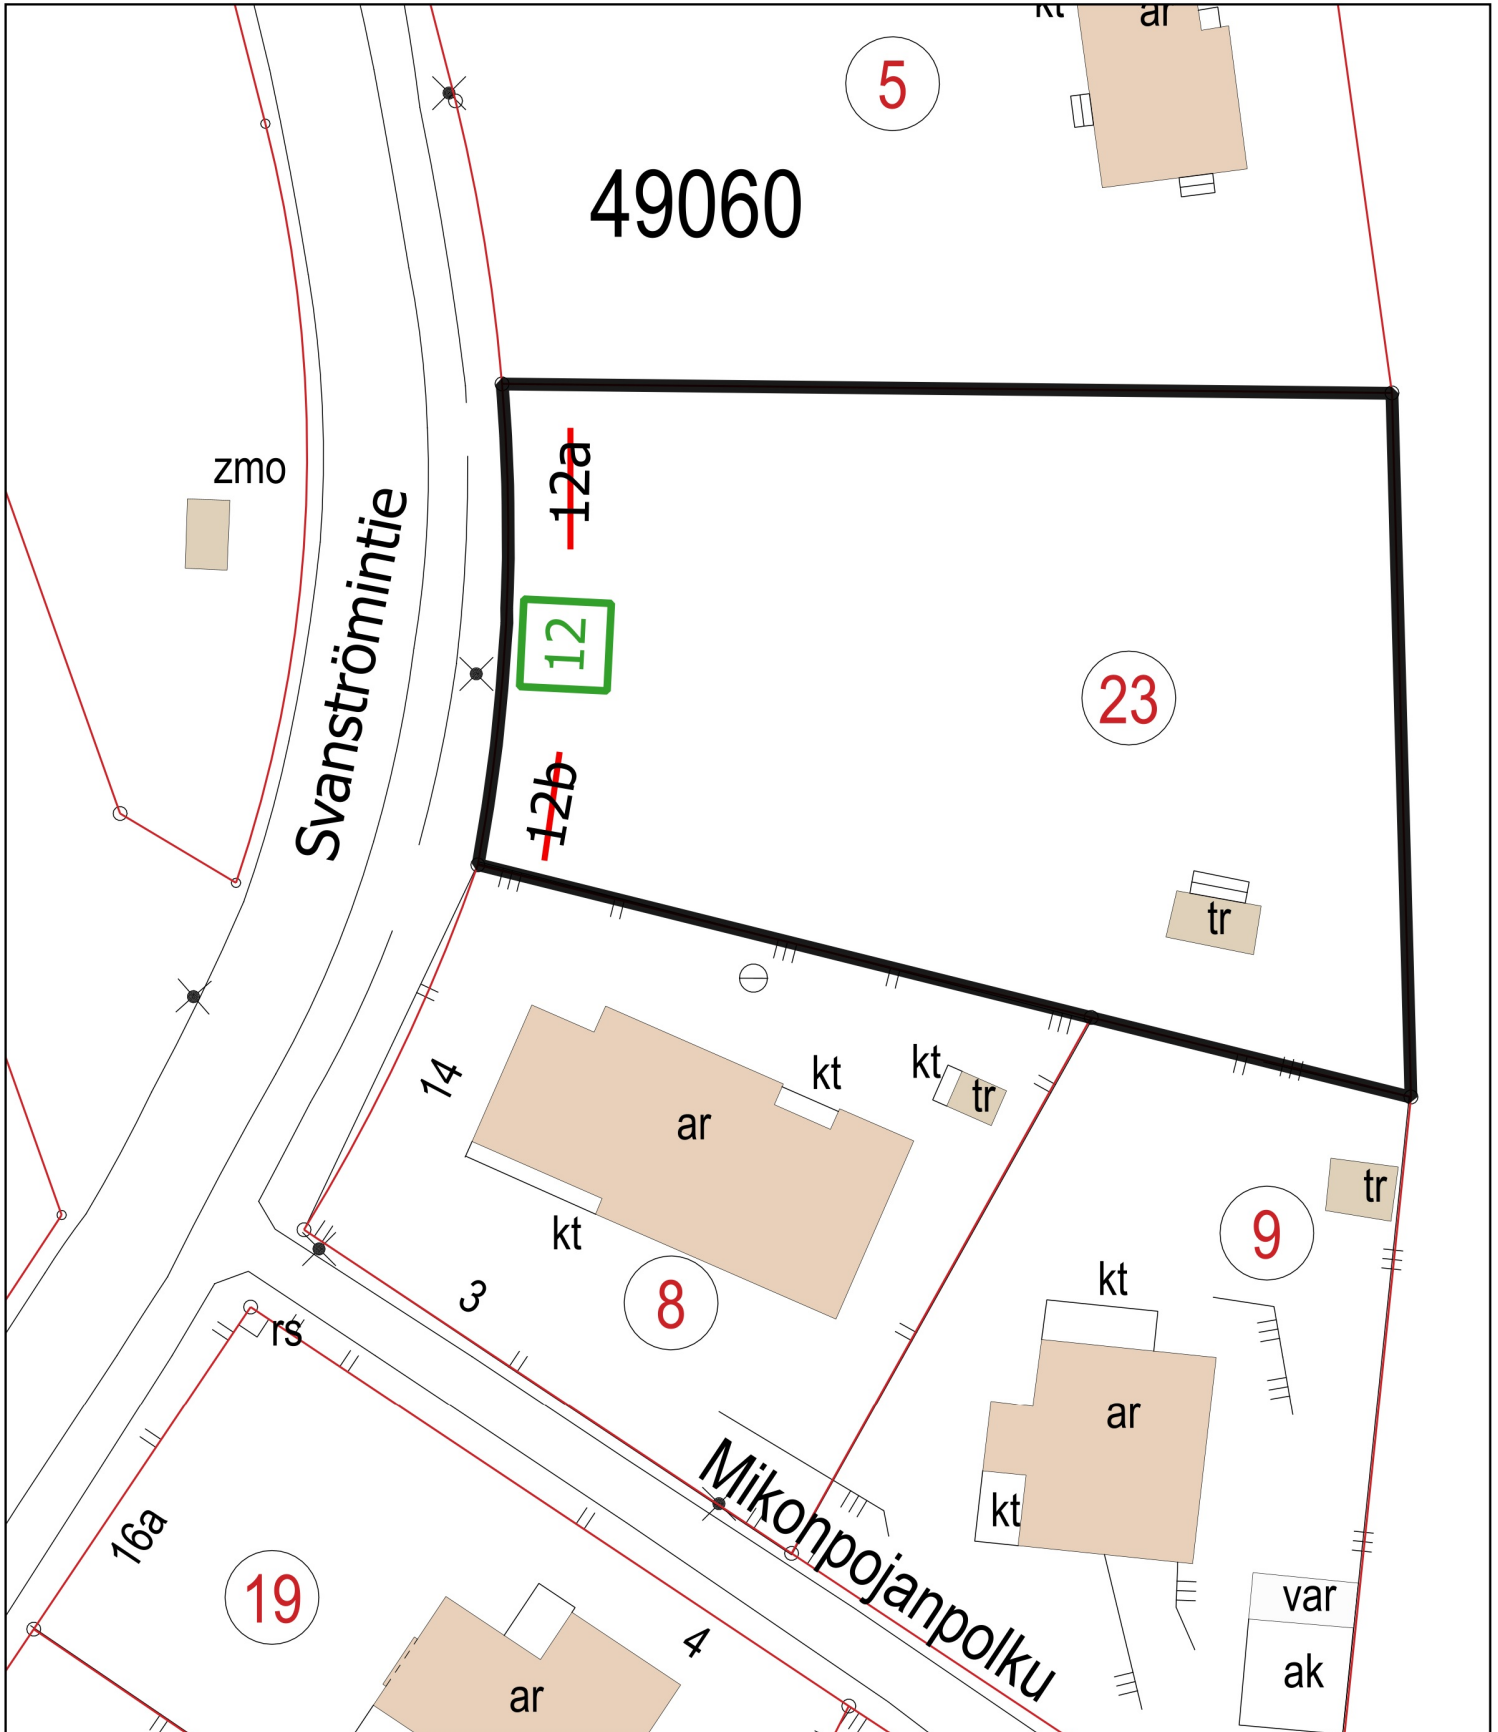 kt
ar
5
49060
12a
zmo
Svanströmintie
12
23
12b
tr
14
kt
kt
tr
ar
tr
kt
9
3
8
kt
rs
ar
kt
Mikonpojanpolku
16a
19
var
4
ak
ar